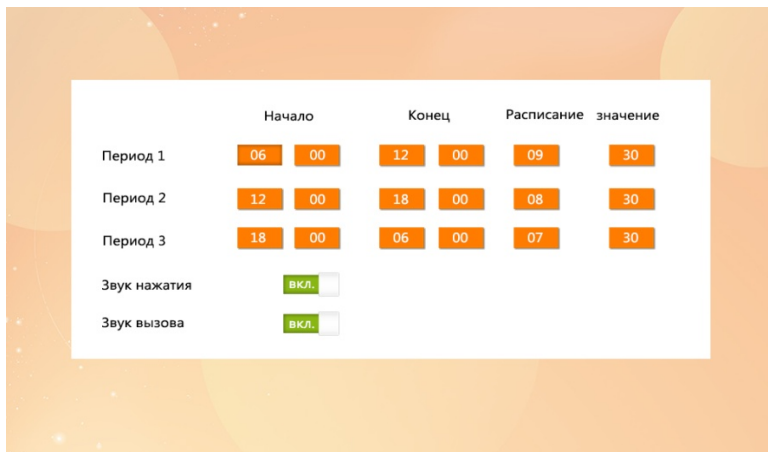 Начало Конец Расписание значение
Период 1 06 00 12 00 09 30
Период 2 12 00 18 00 08 30
Период 3 18 00 06 00 07 30
Звук нажатия вкл.
Звук вызова вкл.